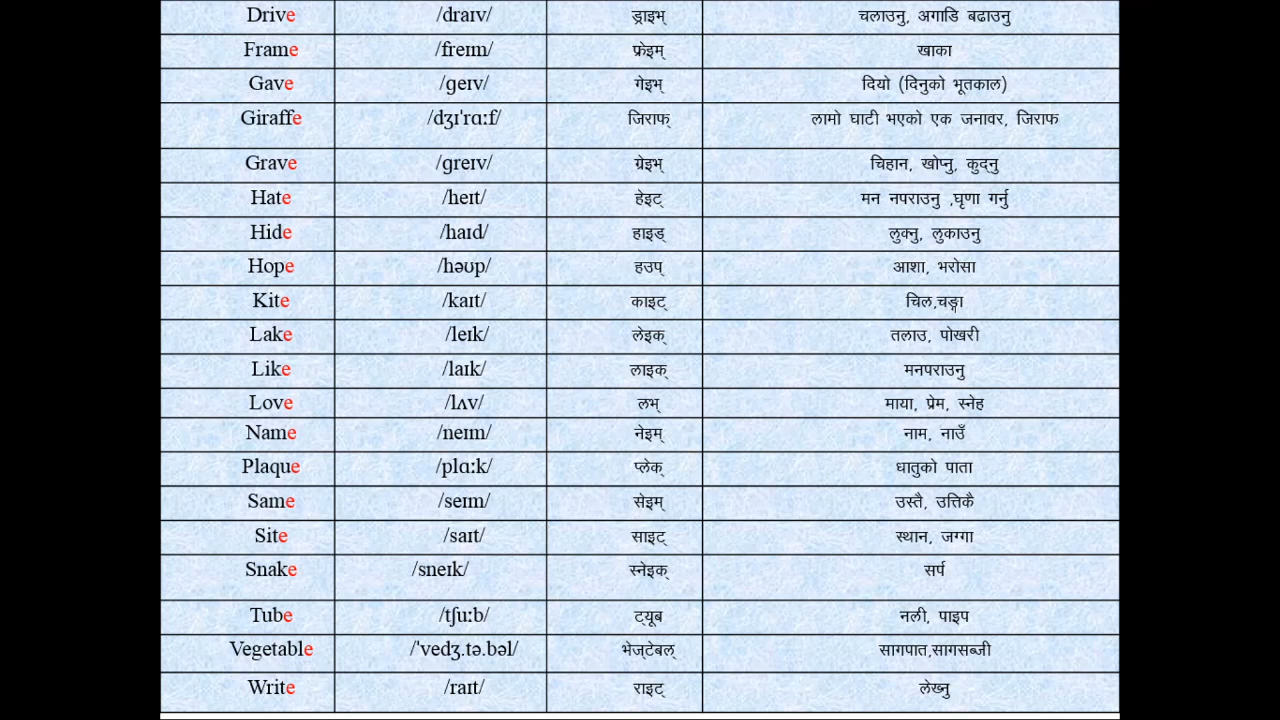 Drive /draɪv/ ड्राइभ् चलाउनु, अगाडि बढाउनु
Frame /freɪm/ फ्रेइम् खाका
Gave /ɡeɪv/ गेइभ् दियो (दिनुको भूतकाल)
Giraffe /dʒɪˈrɑːf/ जिराफ् लामो घाटी भएको एक जनावर, जिराफ
Grave /ɡreɪv/ ग्रेइभ् चिहान, खोप्नु, कुद्नु
Hate /heɪt/ हेइट् मन नपराउनु ,घृणा गर्नु
Hide /haɪd/ हाइड् लुक्नु, लुकाउनु
Hope /həʊp/ हउप् आशा, भरोसा
Kite /kaɪt/ काइट् चिल,चङ्गा
Lake /leɪk/ लेइक् तलाउ, पोखरी
Like /laɪk/ लाइक् मनपराउनु
Love /lʌv/ लभ् माया, प्रेम, स्नेह
Name /neɪm/ नेइम् नाम, नाउँ
Plaque /plɑːk/ प्लेक् धातुको पाता
Same /seɪm/ सेइम् उस्तै, उत्तिकै
Site /saɪt/ साइट् स्थान, जग्गा
Snake /sneɪk/ स्नेइक् सर्प
Tube /tʃuːb/ ट्यूब नली, पाइप
Vegetable /ˈvedʒ.tə.bəl/ भेज्टेबल् सागपात,सागसब्जी
Write /raɪt/ राइट् लेख्नु